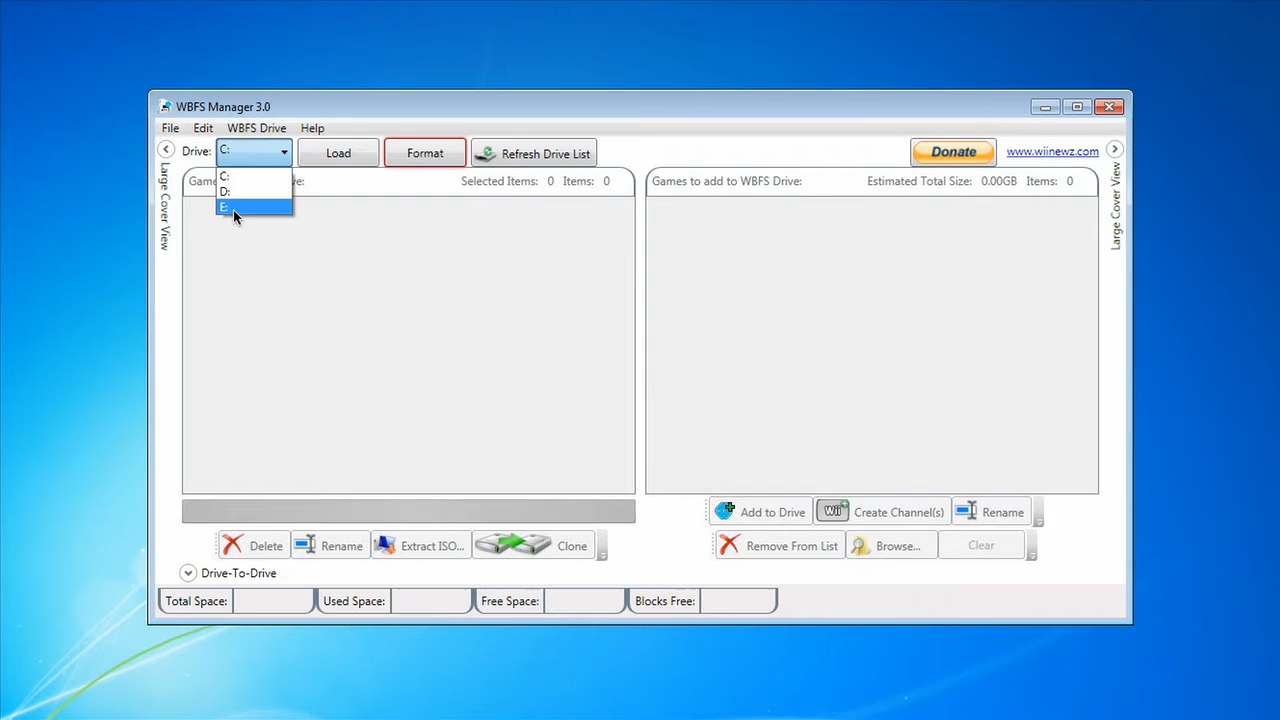 WBFS Manager 3.0
File Edit WBFS Drive Help
Drive: C: Load Format Refresh Drive List Donate www.wiinewz.com
C:
D:
E:
Selected Items: 0 Items: 0
Games to add to WBFS Drive: Estimated Total Size: 0.00GB Items: 0
Large Cover View
Large Cover View
Add to Drive Wii Create Channel(s) Rename
Delete Rename Extract ISO... Clone Remove From List Browse... Clear
Drive-To-Drive
Total Space: Used Space: Free Space: Blocks Free: